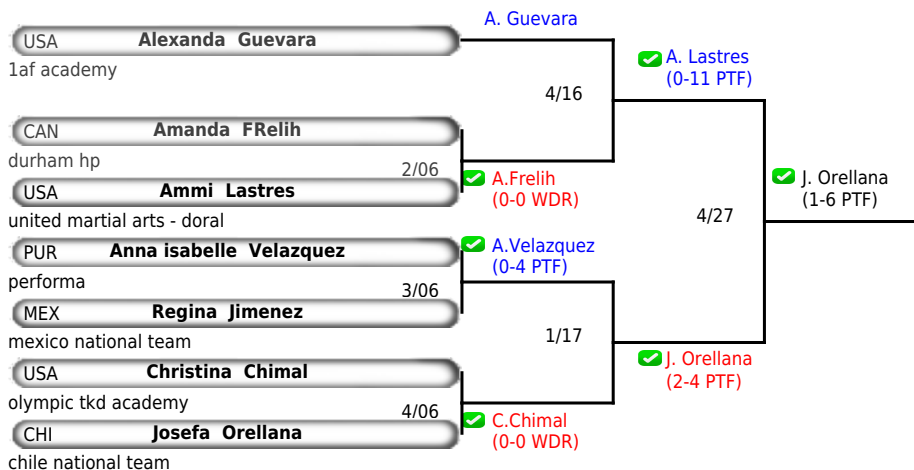 A. Guevara
USA Alexanda Guevara
1af academy
A. Lastres
(0-11 PTF)
4/16
CAN Amanda FRelih
durham hp
2/06
A.Frelih
(0-0 WDR)
USA Ammi Lastres
united martial arts - doral
J. Orellana
(1-6 PTF)
4/27
PUR Anna isabelle Velazquez
performa
A.Velazquez
(0-4 PTF)
3/06
MEX Regina Jimenez
mexico national team
1/17
USA Christina Chimal
olympic tkd academy
J. Orellana
(2-4 PTF)
4/06
C.Chimal
(0-0 WDR)
CHI Josefa Orellana
chile national team